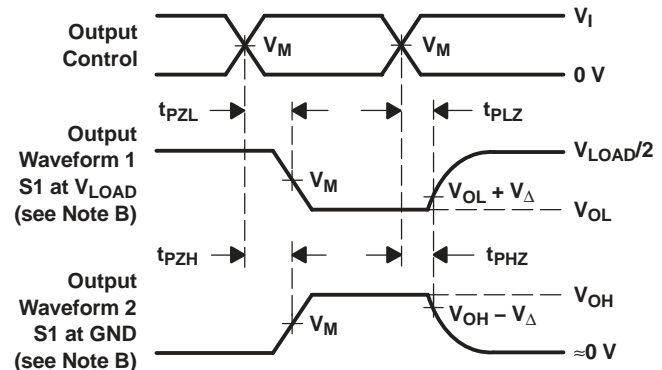 Output
Control
V_I
V_M
V_M
0 V
t_PZL
t_PLZ
Output
Waveform 1
S1 at V_LOAD
(see Note B)
V_LOAD/2
V_M
V_OL + V_Δ
V_OL
t_PZH
t_PHZ
Output
Waveform 2
S1 at GND
(see Note B)
V_OH
V_M
V_OH − V_Δ
≈0 V